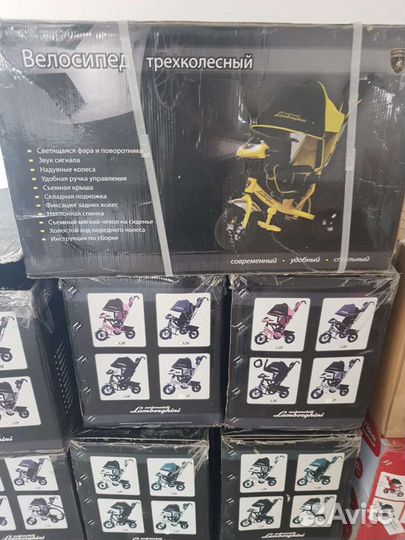 Велосипед трехколесный
Lamborghini
Светящаяся фара и поворотники
Звук сигнала
Надувные колеса
Удобная ручка управления
Съемная крыша
Складная подножка
Фиксация задних колес
Наклонная спинка
Съемный мягкий чехол на сиденье
Холостой ход переднего колеса
Инструкция по сборке
современный • удобный • стильный
Lamborghini
Lamborghini
Avito